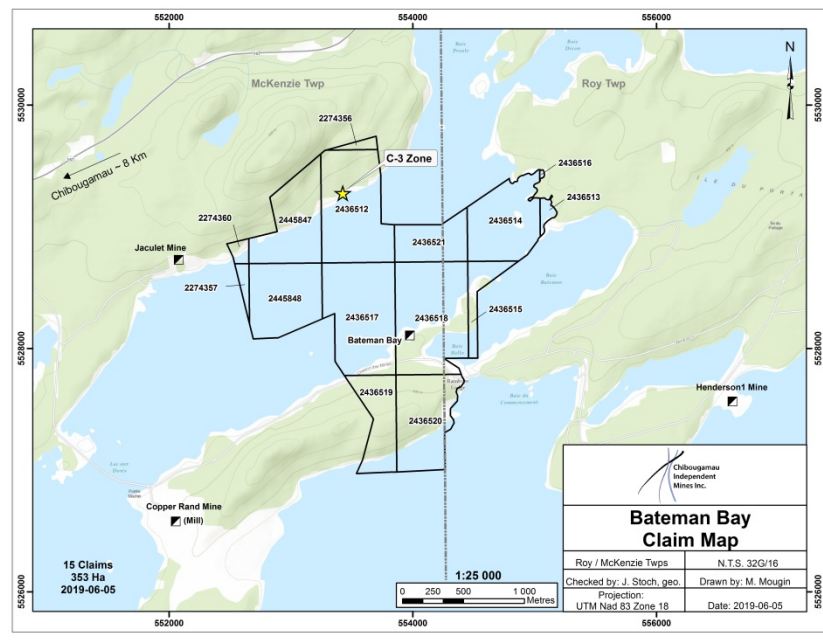 552000
554000
556000
5530000
5528000
5526000
5530000
5528000
5526000
McKenzie Twp
Roy Twp
N
Chibougamau ~ 8 Km
2274356
C-3 Zone
2436516
2436513
2436512
2445847
2436514
2274360
2436521
Jaculet Mine
2274357
2445848
2436517
2436518
2436515
Bateman Bay
2436519
2436520
Henderson1 Mine
Copper Rand Mine
(Mill)
15 Claims
353 Ha
2019-06-05
1:25 000
0 250 500 1 000
Metres
Chibougamau
Independent
Mines Inc.
Bateman Bay
Claim Map
Roy / McKenzie Twps
N.T.S. 32G/16
Checked by: J. Stoch, geo.
Drawn by: M. Mougin
Projection:
UTM Nad 83 Zone 18
Date: 2019-06-05